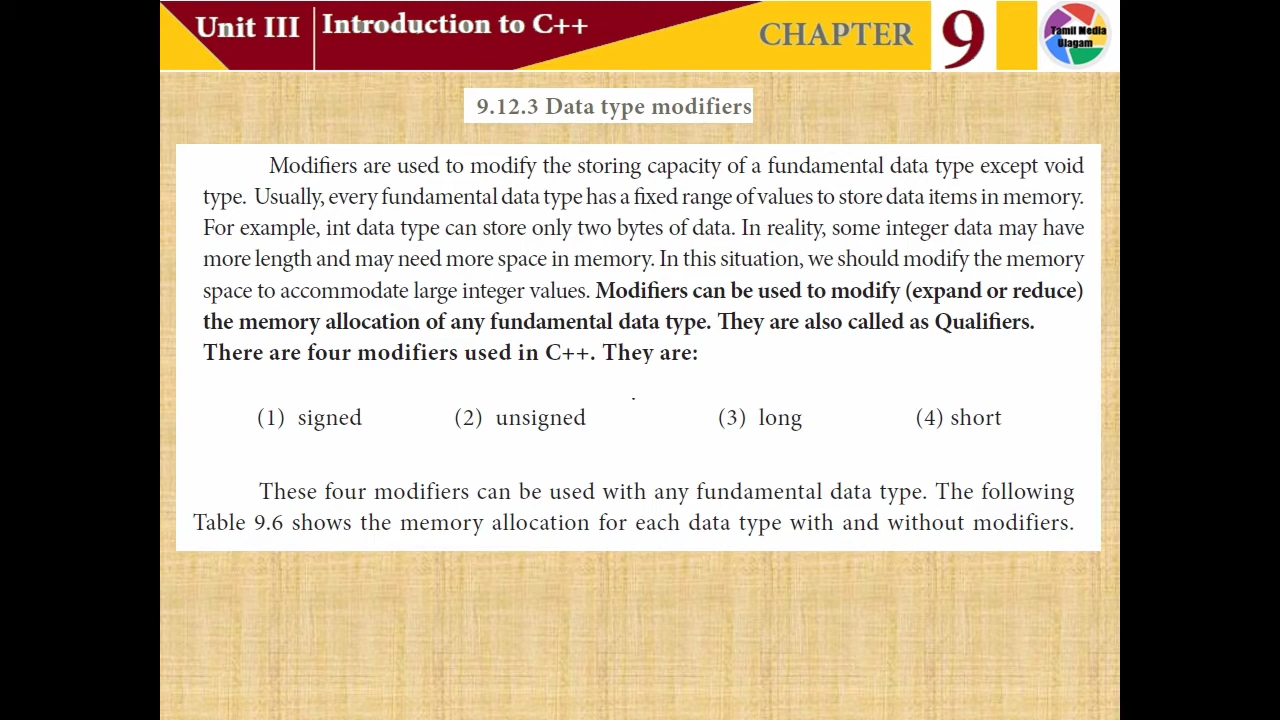 Unit III
Introduction to C++
CHAPTER
9
Tamil Media
Ulagam
9.12.3 Data type modifiers
Modifiers are used to modify the storing capacity of a fundamental data type except void
type. Usually, every fundamental data type has a fixed range of values to store data items in memory.
For example, int data type can store only two bytes of data. In reality, some integer data may have
more length and may need more space in memory. In this situation, we should modify the memory
space to accommodate large integer values. Modifiers can be used to modify (expand or reduce)
the memory allocation of any fundamental data type. They are also called as Qualifiers.
There are four modifiers used in C++. They are:
(1) signed (2) unsigned (3) long (4) short
These four modifiers can be used with any fundamental data type. The following
Table 9.6 shows the memory allocation for each data type with and without modifiers.